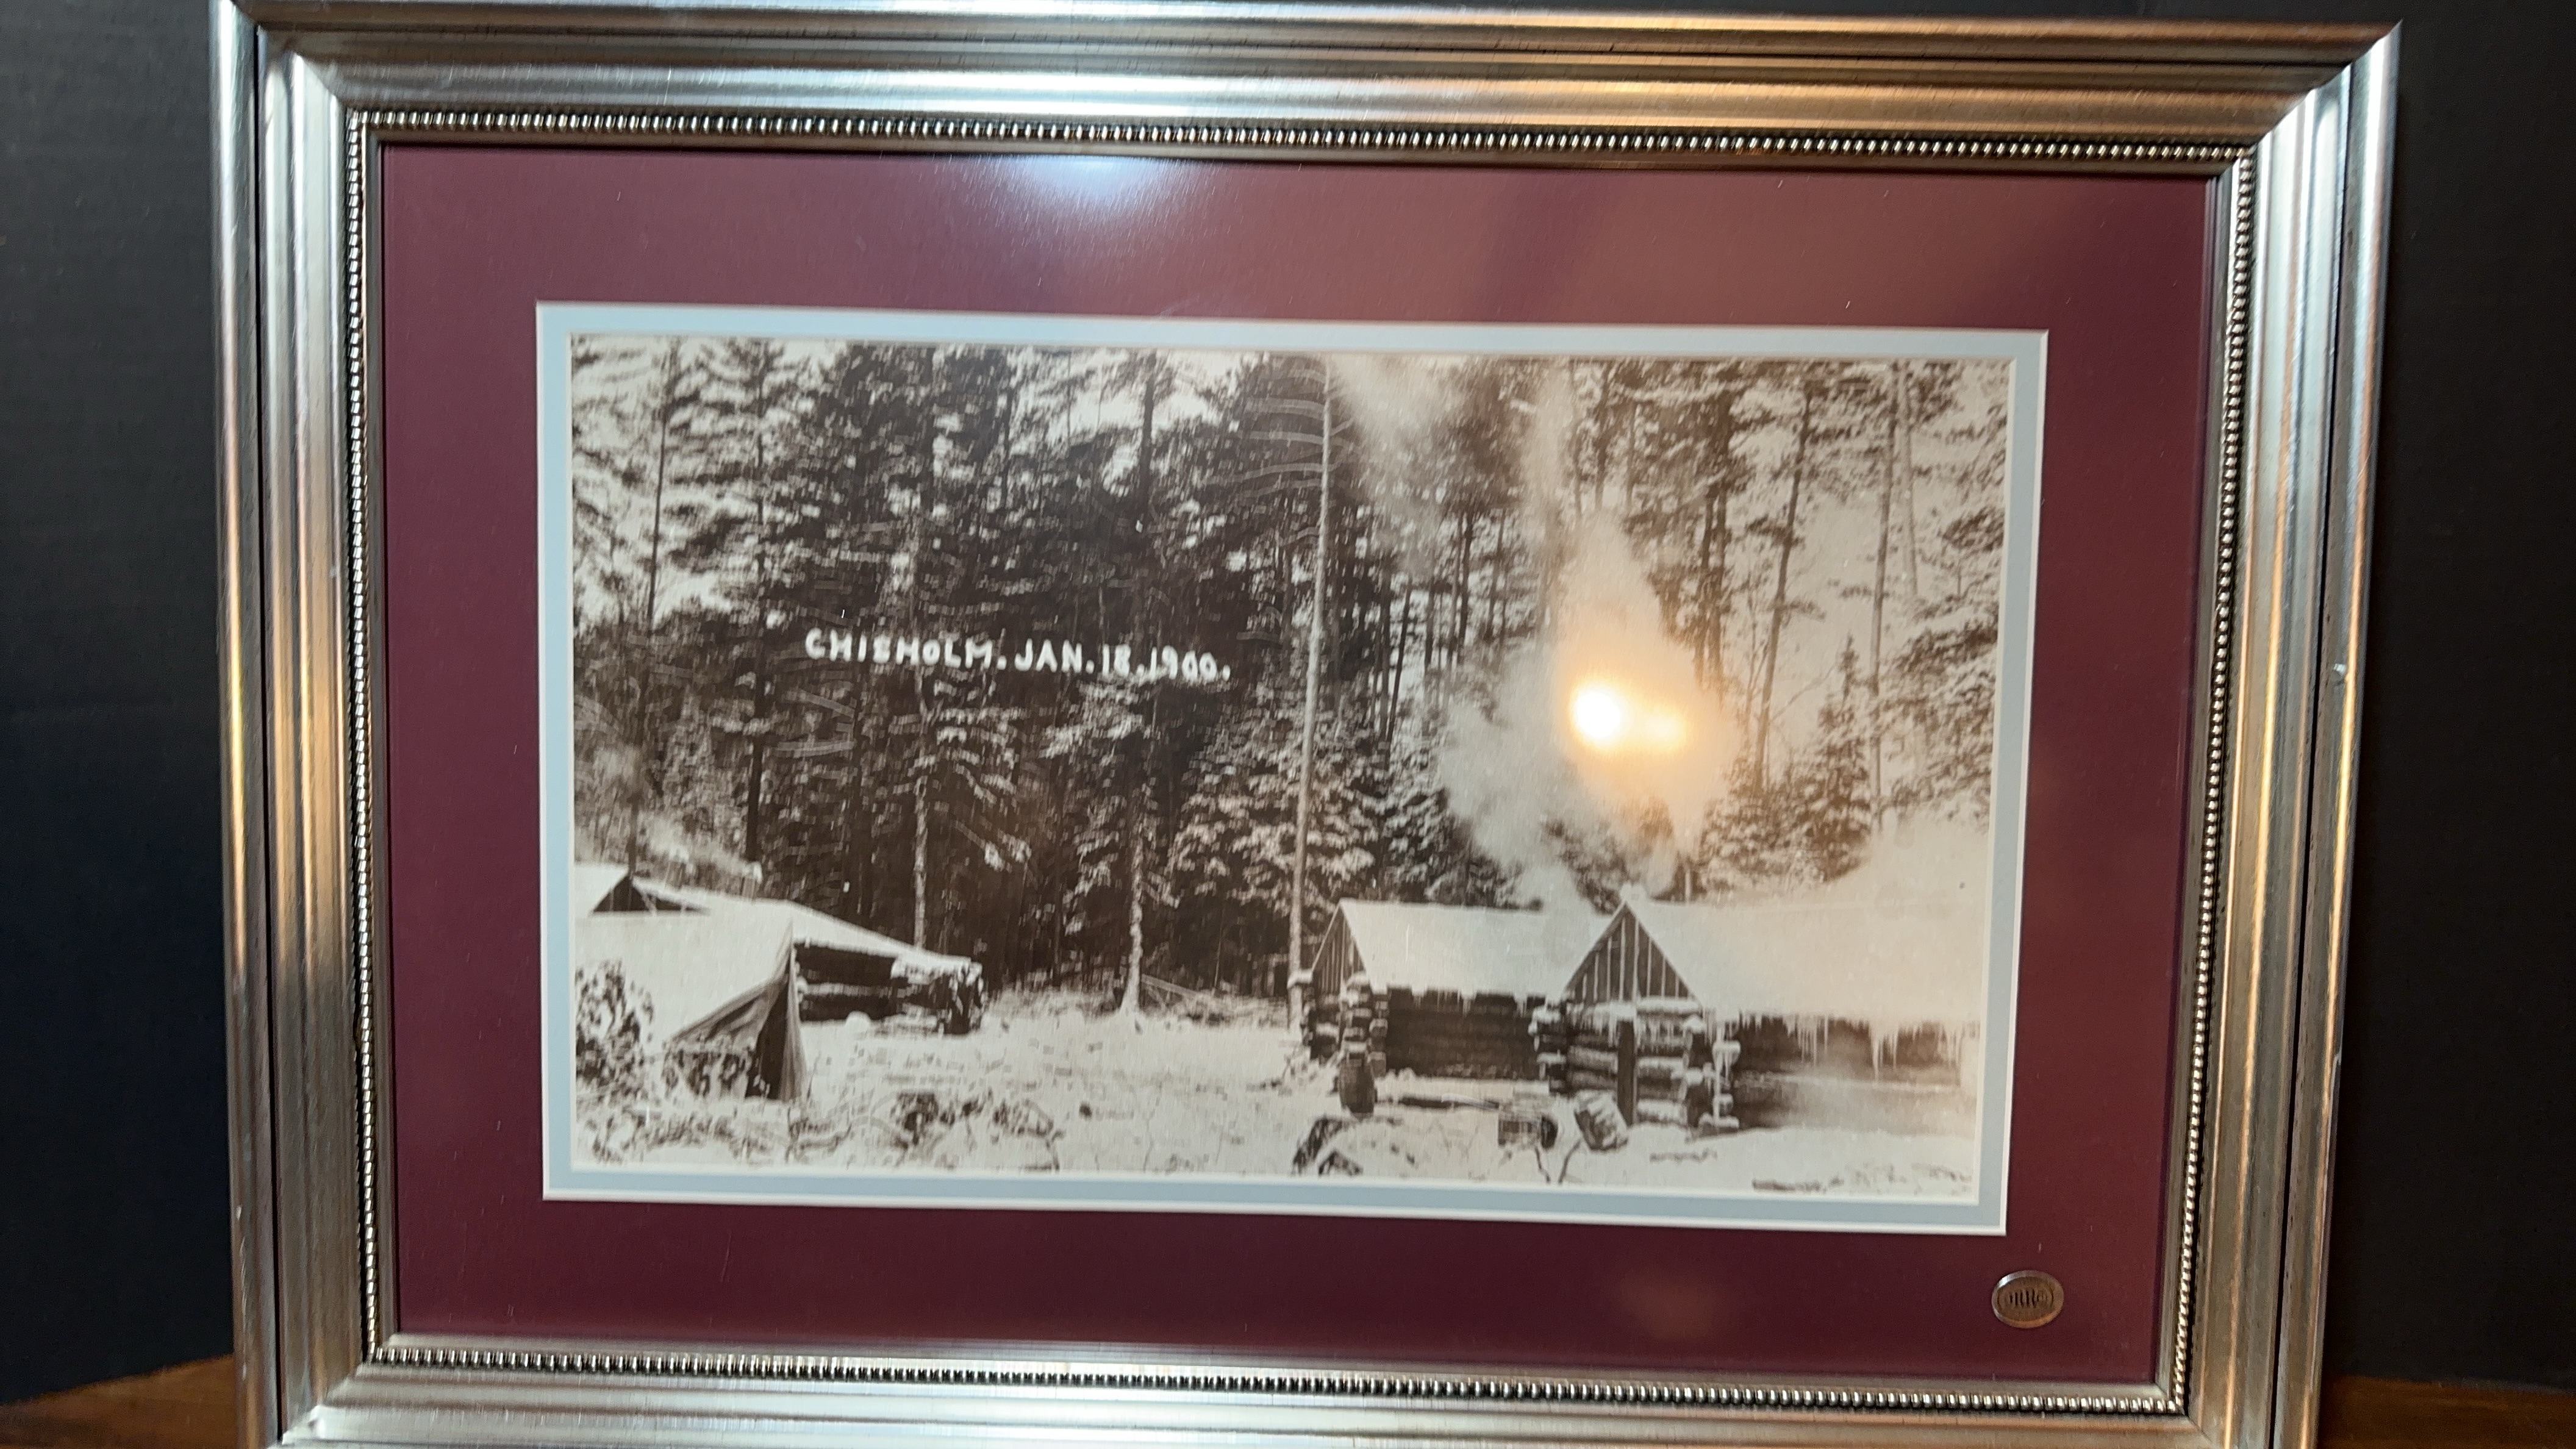 CHISHOLM. JAN. 18. 1900.